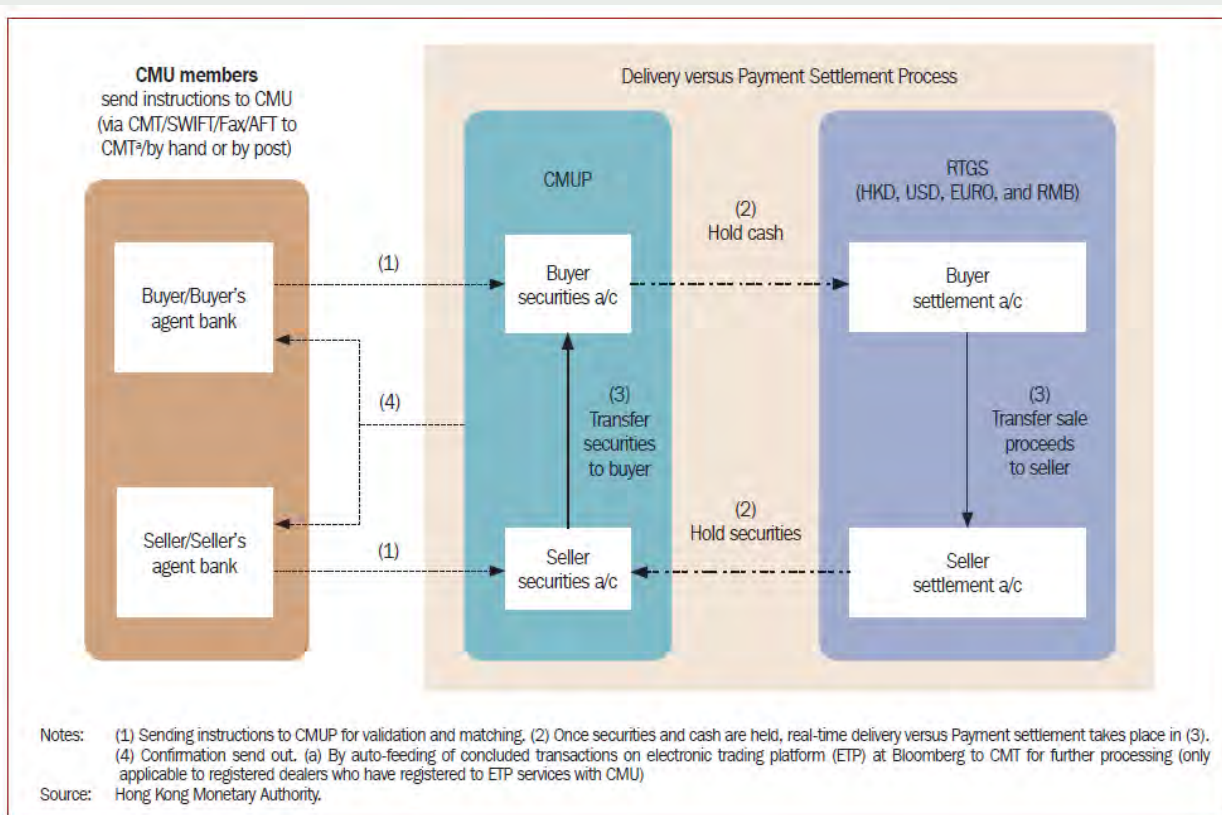 CMU members
send instructions to CMU
(via CMT/SWIFT/Fax/AFT to
CMTa/by hand or by post)
Delivery versus Payment Settlement Process
CMUP
RTGS
(HKD, USD, EURO, and RMB)
(2)
Hold cash
(1)
Buyer/Buyer's
agent bank
Buyer
securities a/c
Buyer
settlement a/c
(4)
(3)
Transfer
securities
to buyer
(3)
Transfer sale
proceeds
to seller
(2)
Hold securities
(1)
Seller/Seller's
agent bank
Seller
securities a/c
Seller
settlement a/c
Notes: (1) Sending instructions to CMUP for validation and matching. (2) Once securities and cash are held, real-time delivery versus Payment settlement takes place in (3).
(4) Confirmation send out. (a) By auto-feeding of concluded transactions on electronic trading platform (ETP) at Bloomberg to CMT for further processing (only
applicable to registered dealers who have registered to ETP services with CMU)
Source: Hong Kong Monetary Authority.